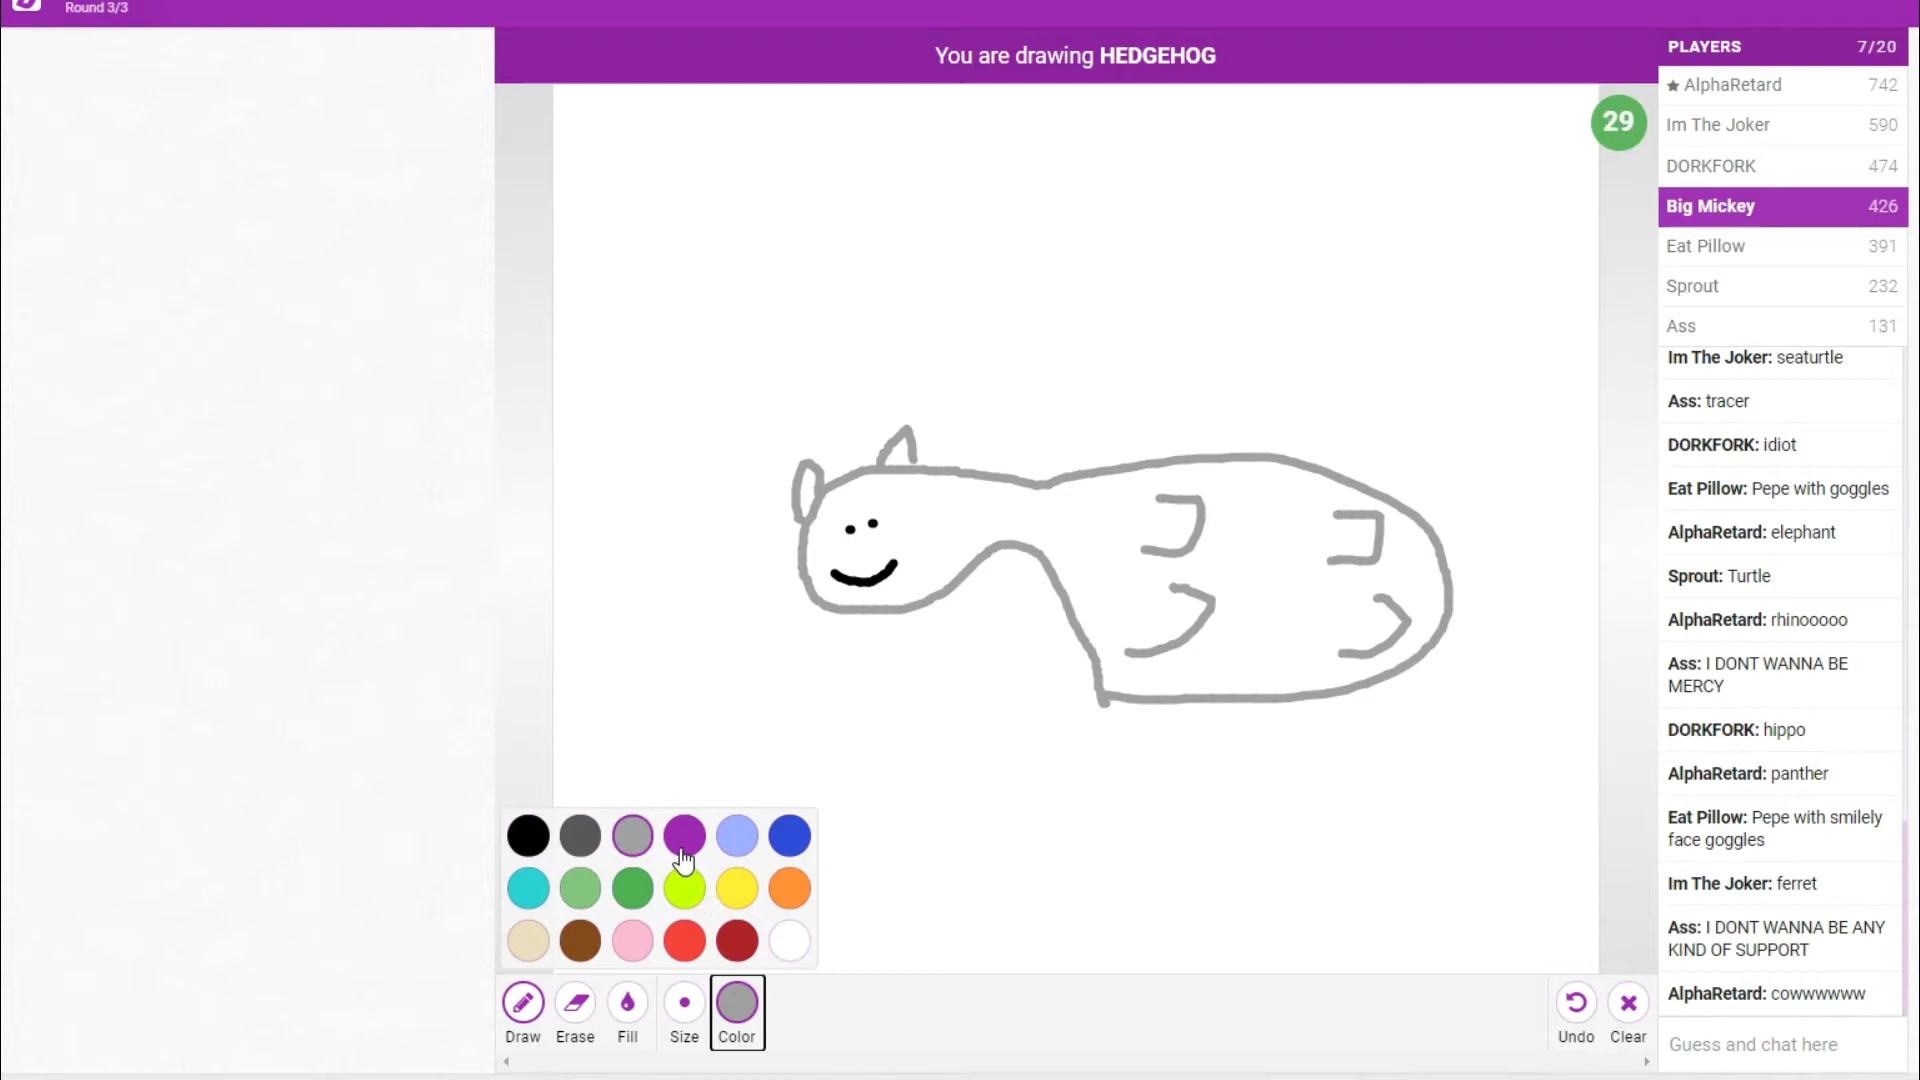 Round 3/3
You are drawing HEDGEHOG
29
PLAYERS 7/20
★ AlphaRetard 742
Im The Joker 590
DORKFORK 474
Big Mickey 426
Eat Pillow 391
Sprout 232
Ass 131
Im The Joker: seaturtle
Ass: tracer
DORKFORK: idiot
Eat Pillow: Pepe with goggles
AlphaRetard: elephant
Sprout: Turtle
AlphaRetard: rhinooooo
Ass: I DONT WANNA BE
MERCY
DORKFORK: hippo
AlphaRetard: panther
Eat Pillow: Pepe with smilely
face goggles
Im The Joker: ferret
Ass: I DONT WANNA BE ANY
KIND OF SUPPORT
AlphaRetard: cowwwwww
Guess and chat here
Draw Erase Fill Size Color Undo Clear